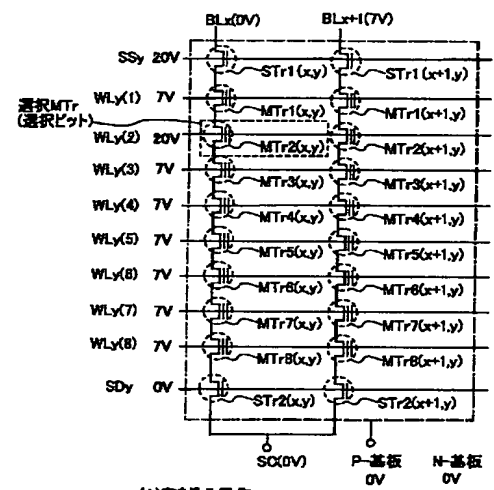 BLx(0V) BLx+1(7V)
SSy 20V STr1(x,y) STr1(x+1,y)
WLy(1) 7V MTr1(x,y) MTr1(x+1,y)
選択MTr
(選択ビット)
WLy(2) 20V MTr2(x,y) MTr2(x+1,y)
WLy(3) 7V MTr3(x,y) MTr3(x+1,y)
WLy(4) 7V MTr4(x,y) MTr4(x+1,y)
WLy(5) 7V MTr5(x,y) MTr5(x+1,y)
WLy(6) 7V MTr6(x,y) MTr6(x+1,y)
WLy(7) 7V MTr7(x,y) MTr7(x+1,y)
WLy(8) 7V MTr8(x,y) MTr8(x+1,y)
SDy 0V STr2(x,y) STr2(x+1,y)
SC(0V) P-基板 N-基板
0V 0V